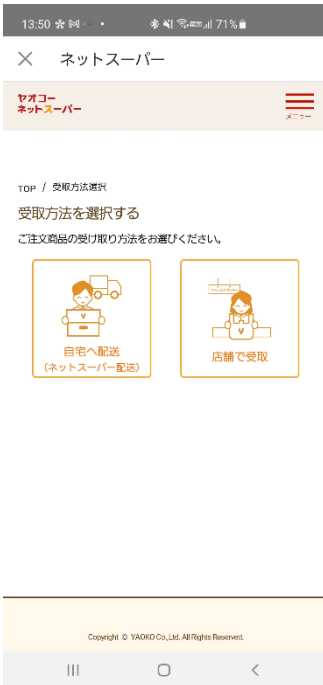 13:50
71%
ネットスーパー
ヤオコー
ネットスーパー
メニュー
TOP / 受取方法選択
受取方法を選択する
ご注文商品の受け取り方法をお選びください。
自宅へ配送
(ネットスーパー配送)
店舗で受取
Copyright © YAOKO Co.,Ltd. All Rights Reserved.